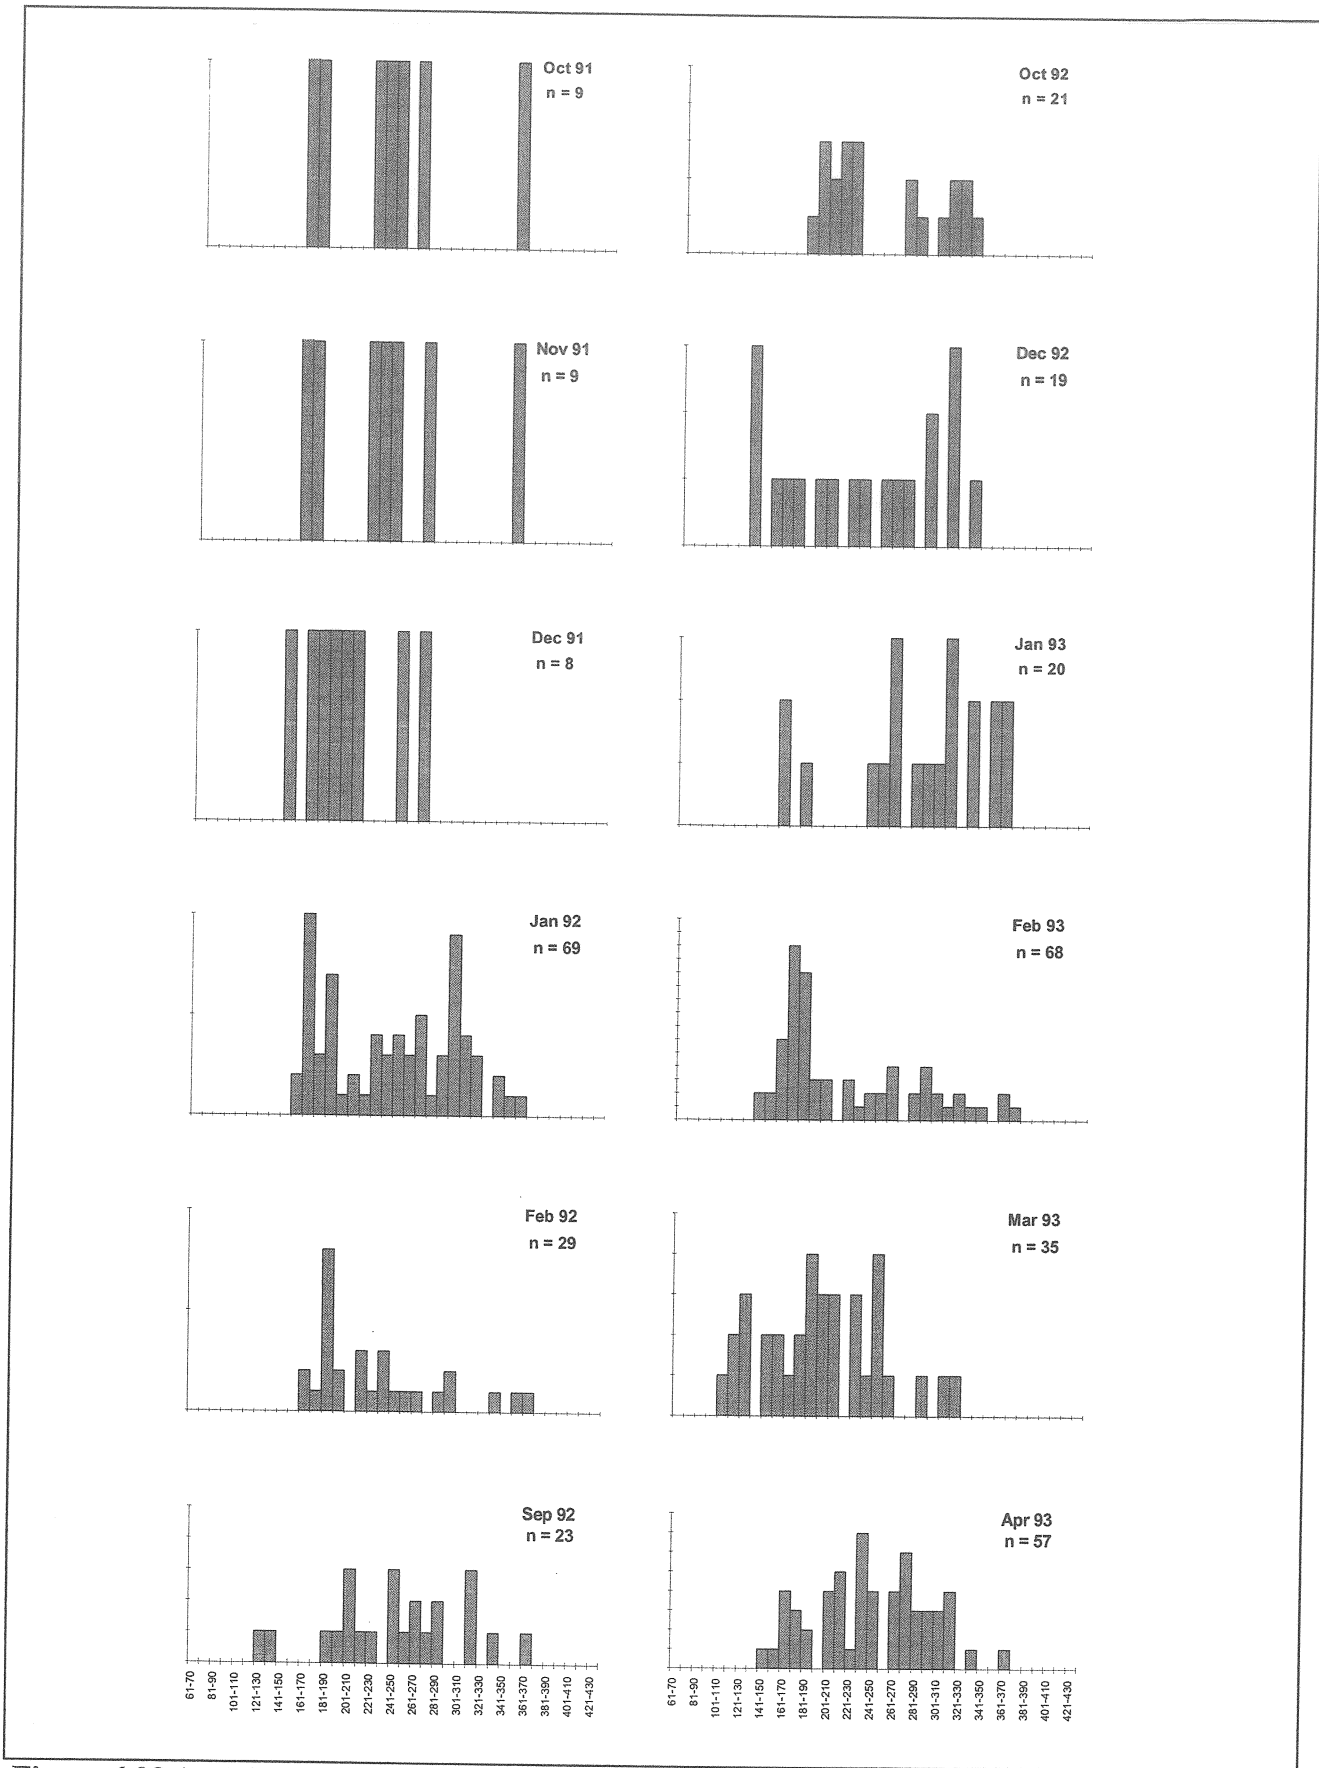 Oct 91
n = 9
Oct 92
n = 21
Nov 91
n = 9
Dec 92
n = 19
Dec 91
n = 8
Jan 93
n = 20
Jan 92
n = 69
Feb 93
n = 68
Feb 92
n = 29
Mar 93
n = 35
Sep 92
n = 23
Apr 93
n = 57
61-70
81-90
101-110
121-130
141-150
161-170
181-190
201-210
221-230
241-250
261-270
281-290
301-310
321-330
341-350
361-370
381-390
401-410
421-430
61-70
81-90
101-110
121-130
141-150
161-170
181-190
201-210
221-230
241-250
261-270
281-290
301-310
321-330
341-350
361-370
381-390
401-410
421-430